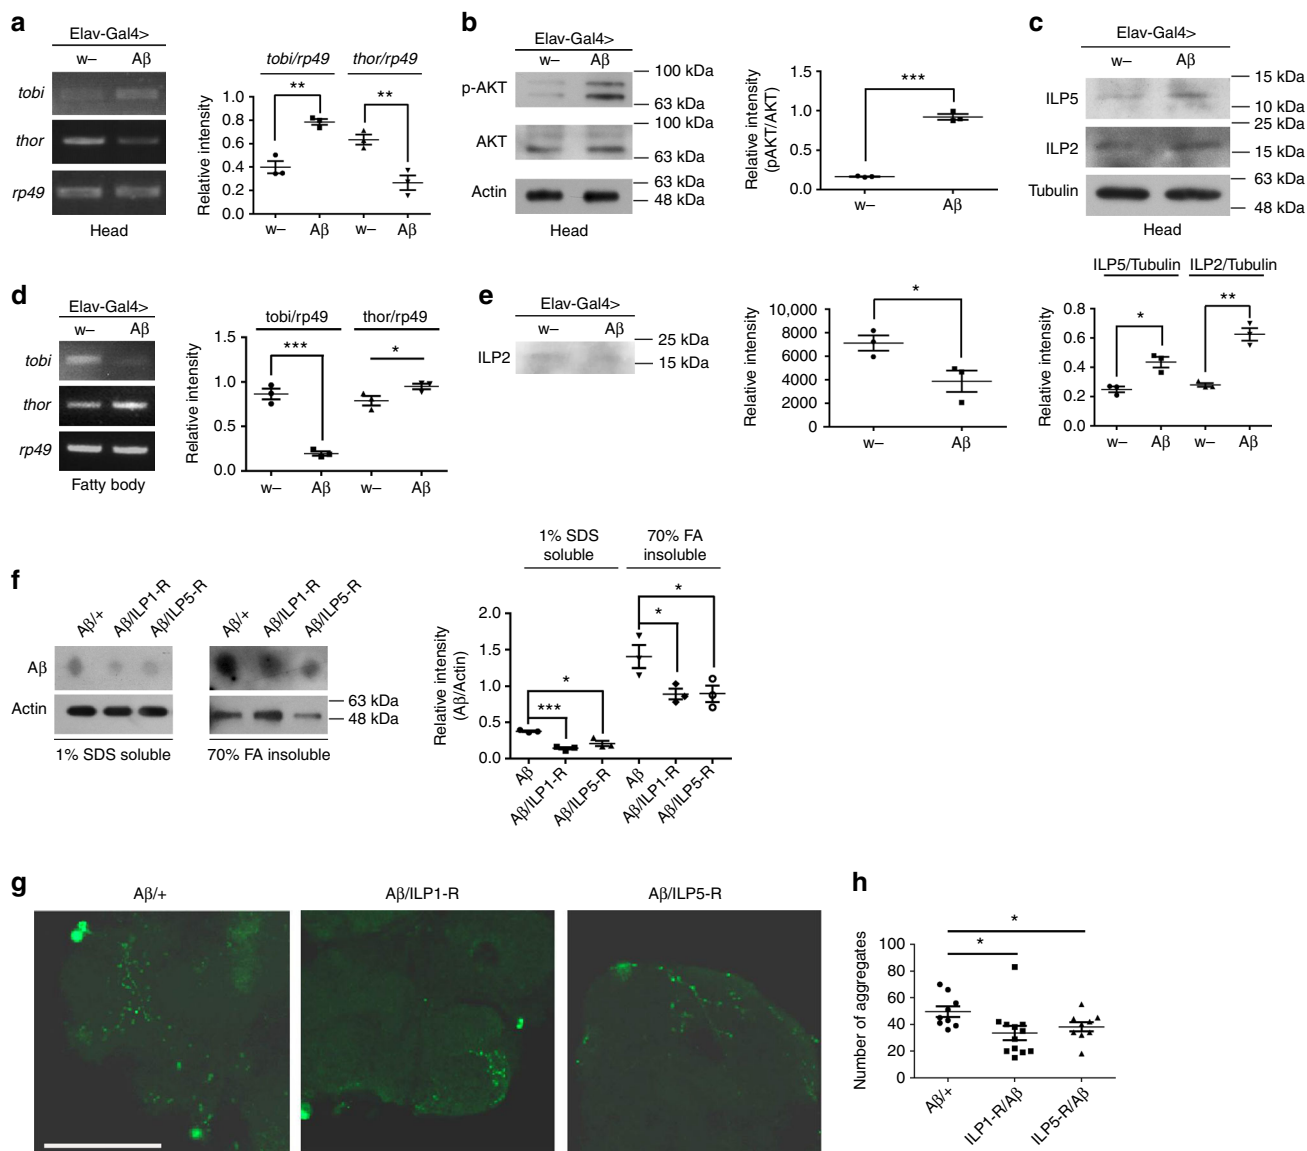 a
Elav-Gal4>
w– Aβ
tobi
thor
rp49
Head
tobi/rp49 thor/rp49
** **
Relative intensity
1.0
0.8
0.6
0.4
0.2
0.0
w– Aβ w– Aβ
b
Elav-Gal4>
w– Aβ
p-AKT
AKT
Actin
100 kDa
63 kDa
100 kDa
63 kDa
63 kDa
48 kDa
Head
Relative intensity
(pAKT/AKT)
***
1.5
1.0
0.5
0.0
w– Aβ
c
Elav-Gal4>
w– Aβ
ILP5
ILP2
Tubulin
15 kDa
10 kDa
25 kDa
15 kDa
63 kDa
48 kDa
Head
ILP5/Tubulin ILP2/Tubulin
* **
Relative intensity
0.8
0.6
0.4
0.2
0.0
w– Aβ w– Aβ
d
Elav-Gal4>
w– Aβ
tobi
thor
rp49
Fatty body
tobi/rp49 thor/rp49
*** *
Relative intensity
1.5
1.0
0.5
0.0
w– Aβ w– Aβ
e
Elav-Gal4>
w– Aβ
ILP2
25 kDa
15 kDa
*
Relative intensity
10,000
8000
6000
4000
2000
0
w– Aβ
f
Aβ/+ Aβ/ILP1-R Aβ/ILP5-R
Aβ/+ Aβ/ILP1-R Aβ/ILP5-R
Aβ
Actin
63 kDa
48 kDa
1% SDS soluble 70% FA insoluble
1% SDS
soluble
70% FA
insoluble
*** * * *
Relative intensity
(Aβ/Actin)
2.0
1.5
1.0
0.5
0.0
Aβ Aβ/ILP1-R Aβ/ILP5-R Aβ Aβ/ILP1-R Aβ/ILP5-R
g
Aβ/+ Aβ/ILP1-R Aβ/ILP5-R
h
*
*
Number of aggregates
100
80
60
40
20
0
Aβ/+ ILP1-R/Aβ ILP5-R/Aβ